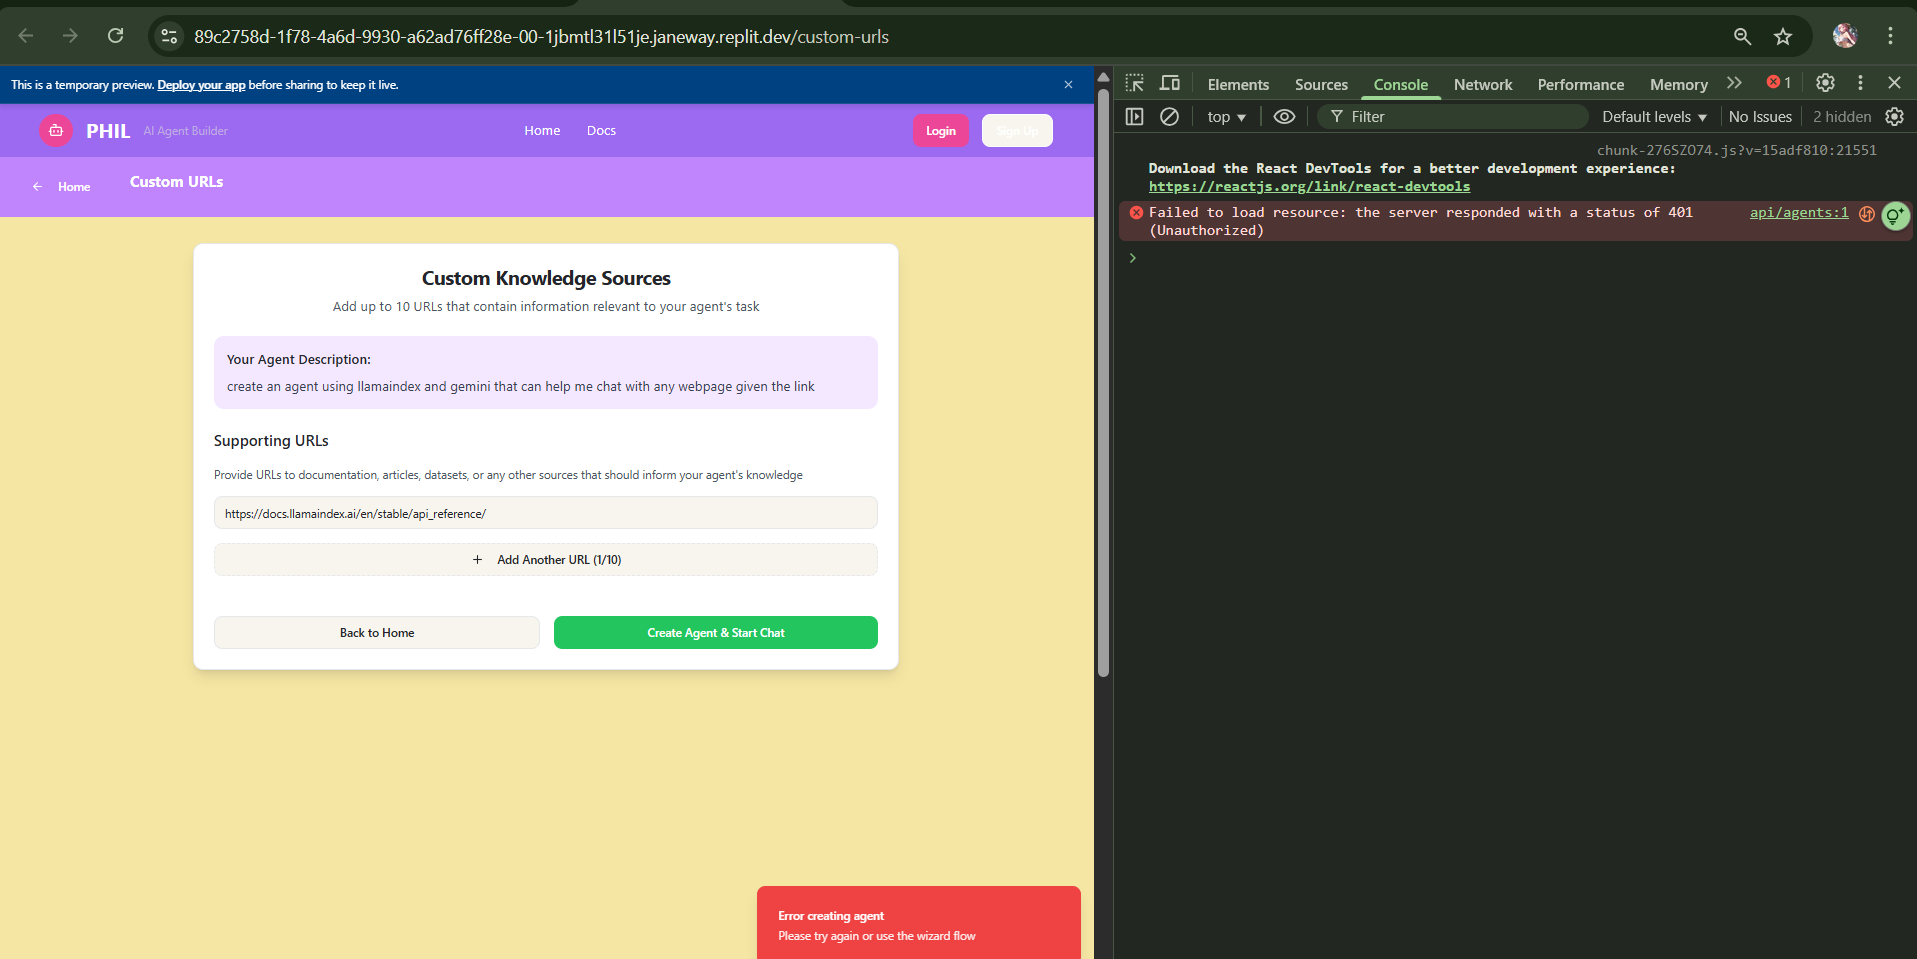 89c2758d-1f78-4a6d-9930-a62ad76ff28e-00-1jbmtl31l51je.janeway.replit.dev/custom-urls
This is a temporary preview. Deploy your app before sharing to keep it live.
PHIL AI Agent Builder Home Docs Login Sign Up
Home Custom URLs
Custom Knowledge Sources
Add up to 10 URLs that contain information relevant to your agent's task
Your Agent Description:
create an agent using llamaindex and gemini that can help me chat with any webpage given the link
Supporting URLs
Provide URLs to documentation, articles, datasets, or any other sources that should inform your agent's knowledge
https://docs.llamaindex.ai/en/stable/api_reference/
+ Add Another URL (1/10)
Back to Home Create Agent & Start Chat
Error creating agent
Please try again or use the wizard flow
Elements Sources Console Network Performance Memory 1
top Filter Default levels No Issues 2 hidden
chunk-276SZO74.js?v=15adf810:21551
Download the React DevTools for a better development experience:
https://reactjs.org/link/react-devtools
Failed to load resource: the server responded with a status of 401 api/agents:1
(Unauthorized)